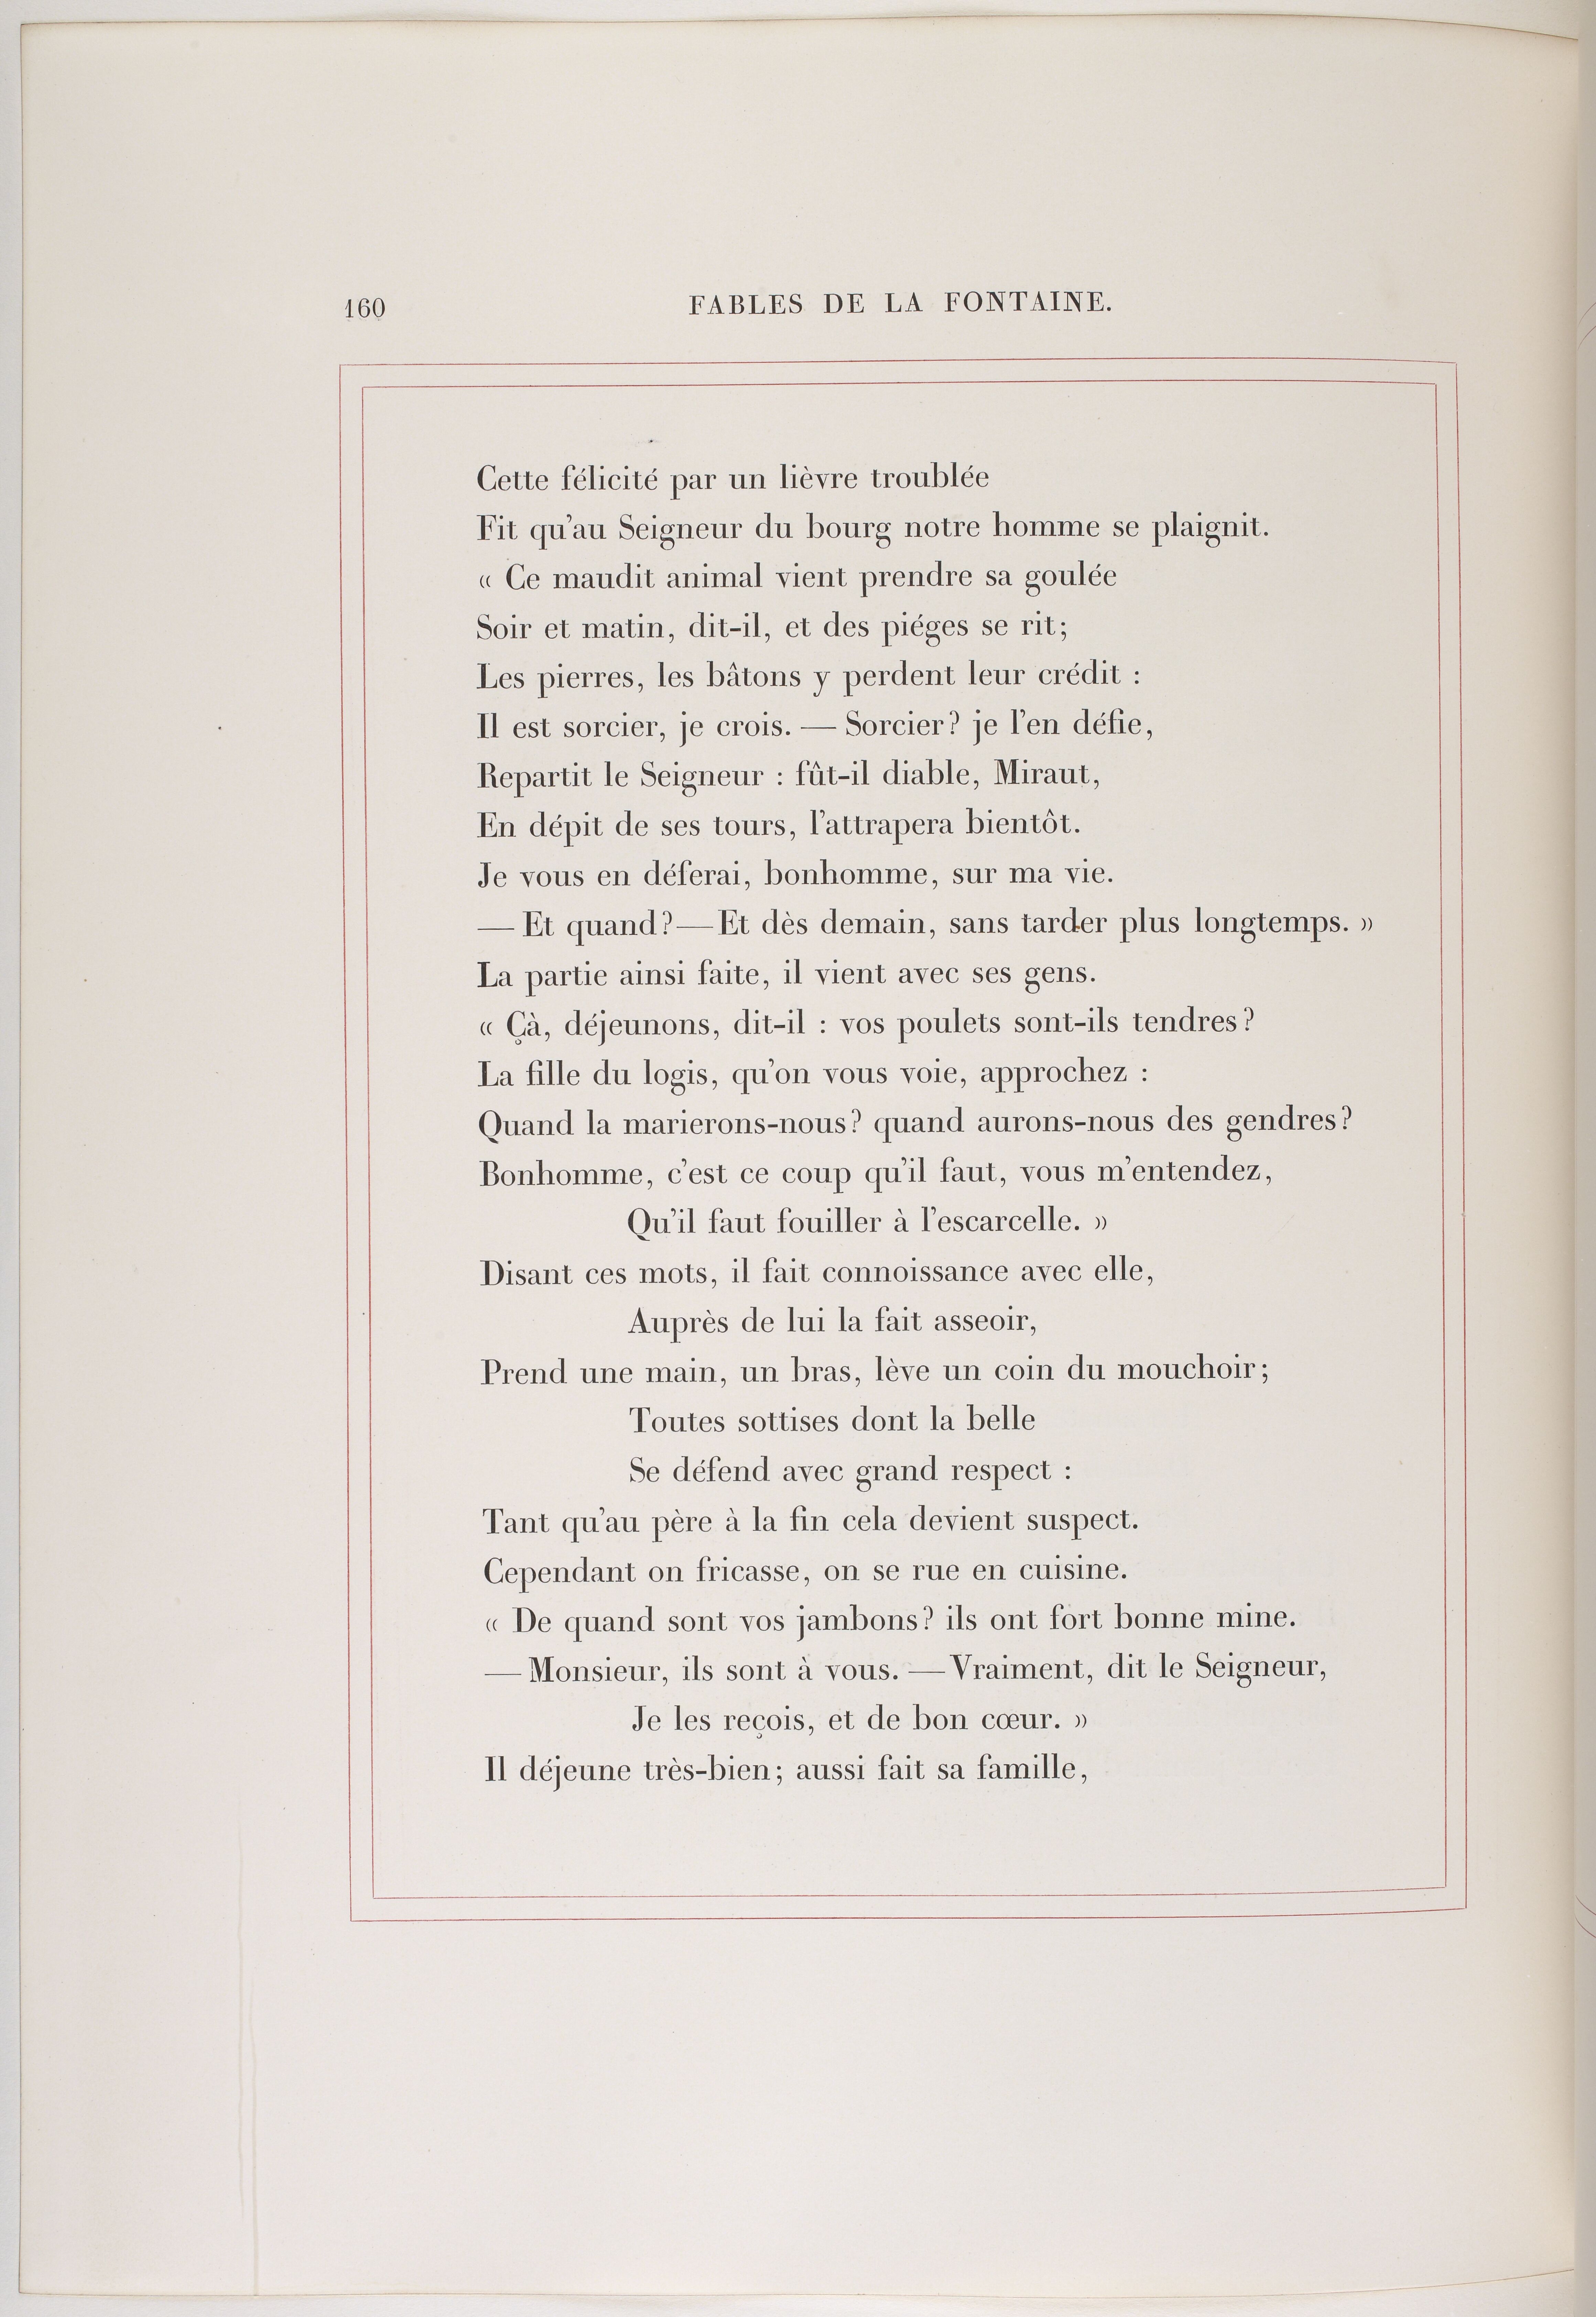 160
FABLES DE LA FONTAINE.
Cette félicité par un lièvre troublée
Fit qu'au Seigneur du bourg notre homme se plaignit.
« Ce maudit animal vient prendre sa goulée
Soir et matin, dit-il, et des piéges se rit;
Les pierres, les bâtons y perdent leur crédit :
Il est sorcier, je crois. — Sorcier? je l'en défie,
Repartit le Seigneur : fût-il diable, Miraut,
En dépit de ses tours, l'attrapera bientôt.
Je vous en déferai, bonhomme, sur ma vie.
— Et quand?—Et dès demain, sans tarder plus longtemps. »
La partie ainsi faite, il vient avec ses gens.
« Çà, déjeunons, dit-il : vos poulets sont-ils tendres?
La fille du logis, qu'on vous voie, approchez :
Quand la marierons-nous? quand aurons-nous des gendres?
Bonhomme, c'est ce coup qu'il faut, vous m'entendez,
Qu'il faut fouiller à l'escarcelle. »
Disant ces mots, il fait connoissance avec elle,
Auprès de lui la fait asseoir,
Prend une main, un bras, lève un coin du mouchoir;
Toutes sottises dont la belle
Se défend avec grand respect :
Tant qu'au père à la fin cela devient suspect.
Cependant on fricasse, on se rue en cuisine.
« De quand sont vos jambons? ils ont fort bonne mine.
— Monsieur, ils sont à vous. — Vraiment, dit le Seigneur,
Je les reçois, et de bon cœur. »
Il déjeune très-bien; aussi fait sa famille,